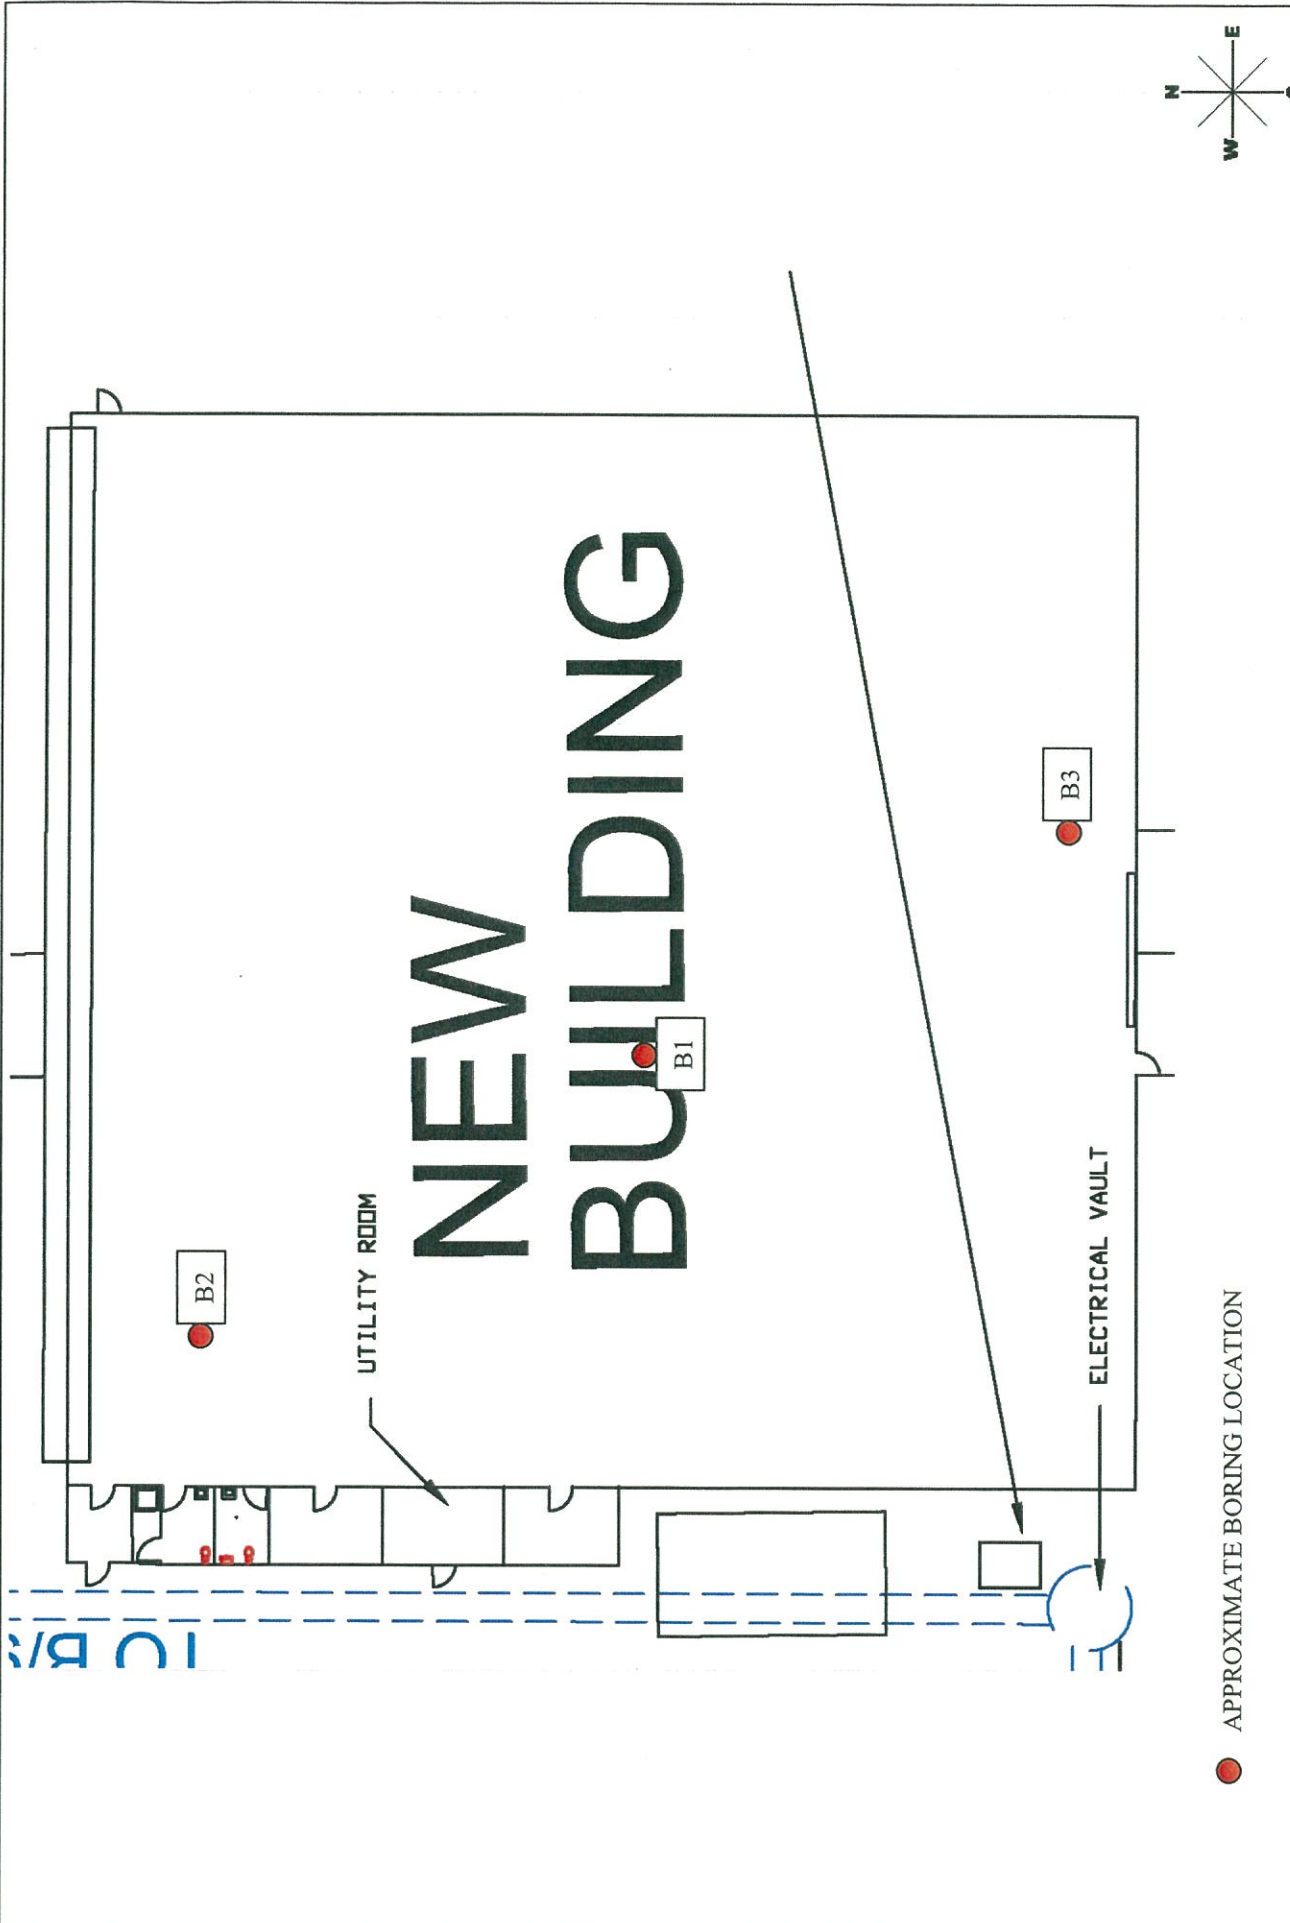 B2
UTILITY ROOM
NEW
BUILDING
B1
B3
ELECTRICAL VAULT
N
W E
APPROXIMATE BORING LOCATION